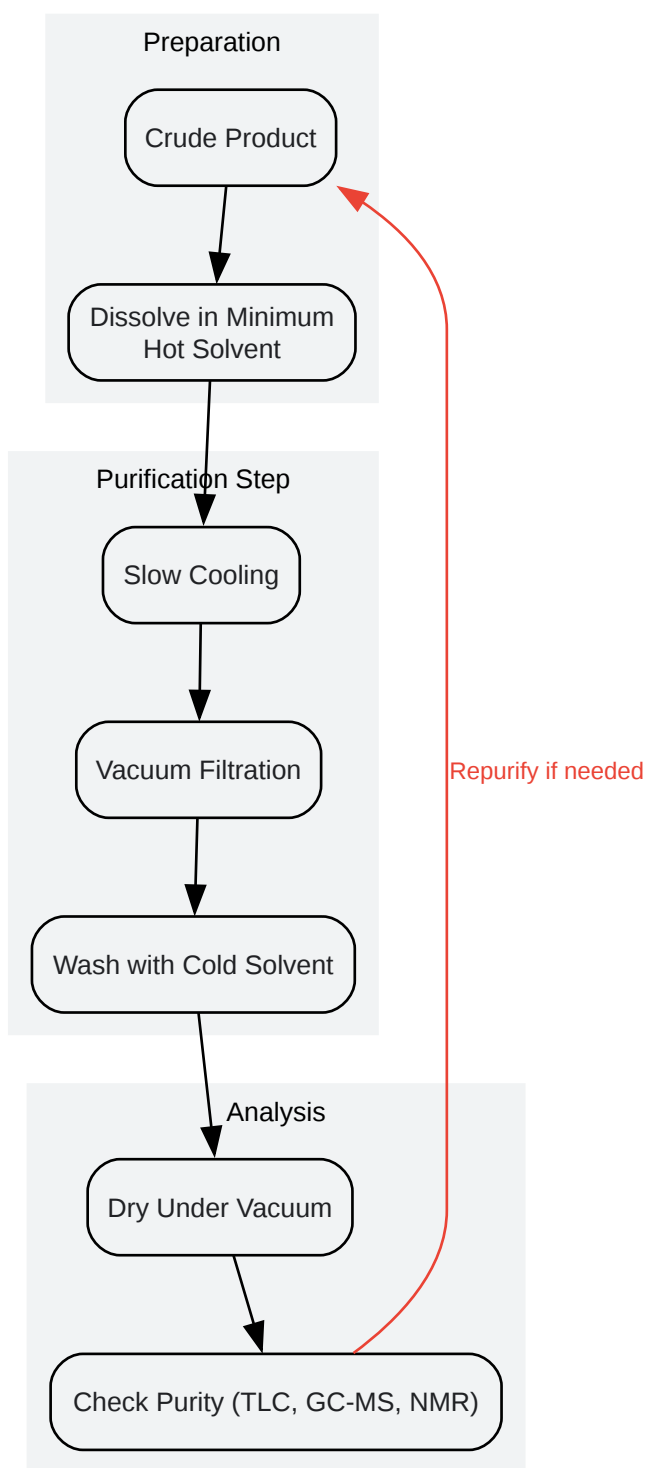 Preparation
Crude Product
Dissolve in Minimum
Hot Solvent
Purification Step
Slow Cooling
Vacuum Filtration
Repurify if needed
Wash with Cold Solvent
Analysis
Dry Under Vacuum
Check Purity (TLC, GC-MS, NMR)